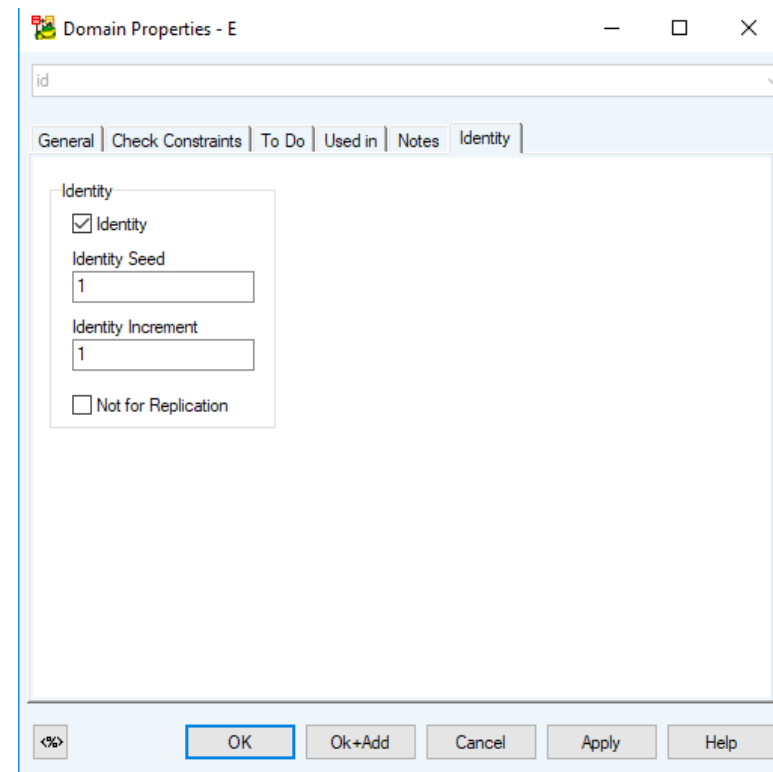 Domain Properties - E
id
General Check Constraints To Do Used in Notes Identity
Identity
Identity
Identity Seed
1
Identity Increment
1
Not for Replication
<%> OK Ok+Add Cancel Apply Help